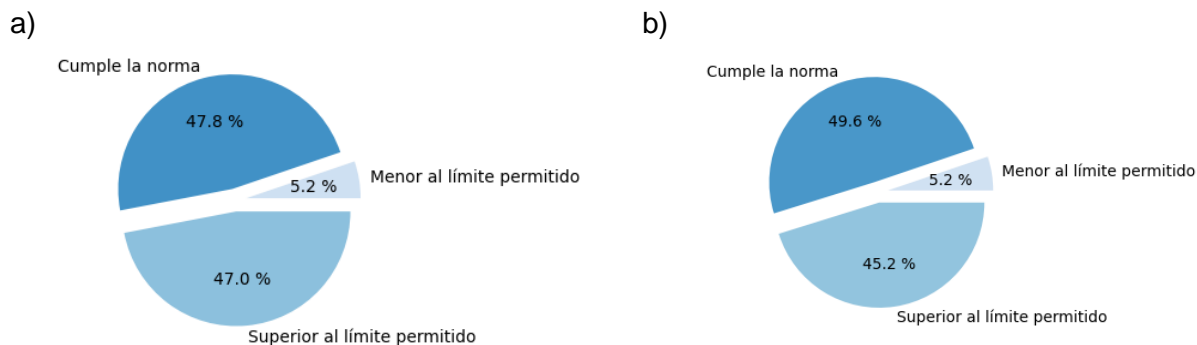 a)
Cumple la norma
47.8 %
5.2 %
Menor al límite permitido
47.0 %
Superior al límite permitido
b)
Cumple la norma
49.6 %
5.2 %
Menor al límite permitido
45.2 %
Superior al límite permitido